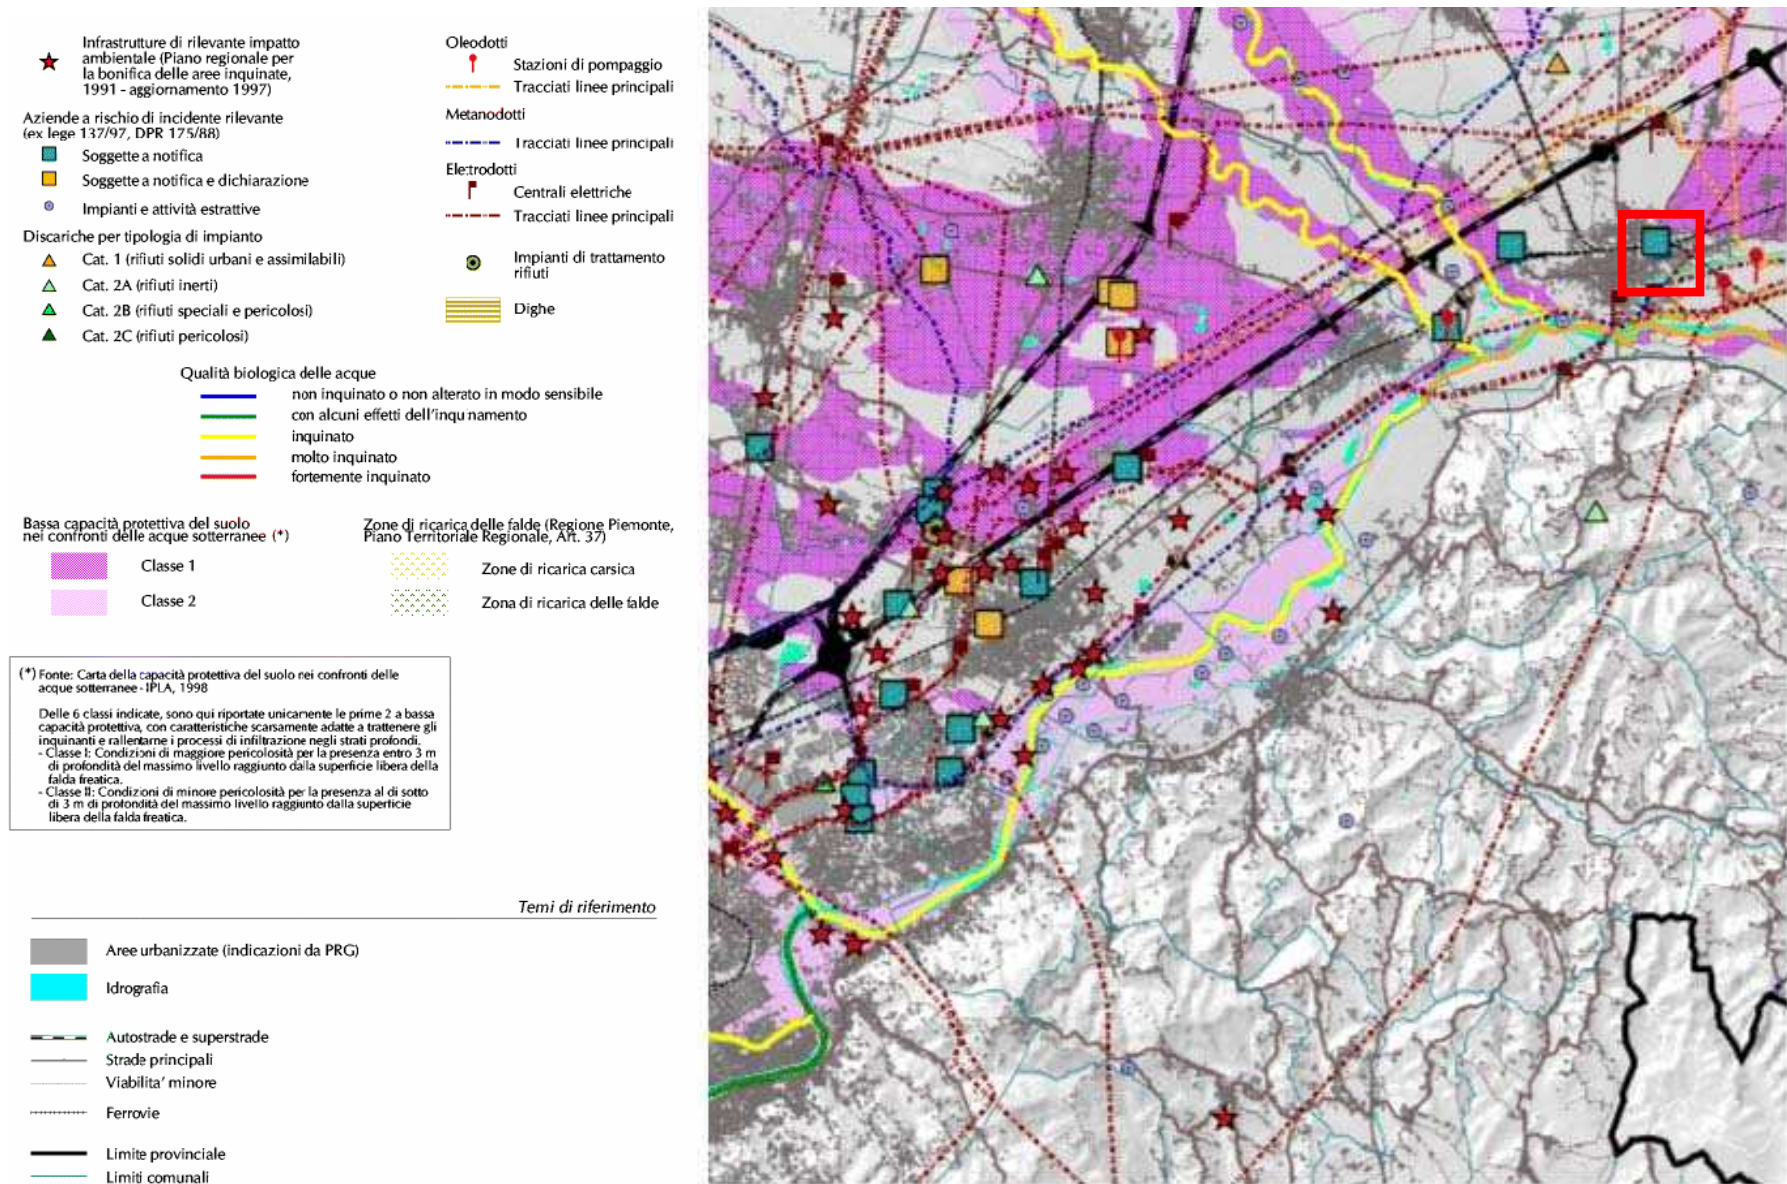 Infrastrutture di rilevante impatto
ambientale (Piano regionale per
la bonifica delle aree inquinate,
1991 - aggiornamento 1997)
Aziende a rischio di incidente rilevante
(ex lege 137/97, DPR 175/88)
Soggette a notifica
Soggette a notifica e dichiarazione
Impianti e attività estrattive
Discariche per tipologia di impianto
Cat. 1 (rifiuti solidi urbani e assimilabili)
Cat. 2A (rifiuti inerti)
Cat. 2B (rifiuti speciali e pericolosi)
Cat. 2C (rifiuti pericolosi)
Oleodotti
Stazioni di pompaggio
Tracciati linee principali
Metanodotti
Tracciati linee principali
Elettrodotti
Centrali elettriche
Tracciati linee principali
Impianti di trattamento
rifiuti
Dighe
Qualità biologica delle acque
non inquinato o non alterato in modo sensibile
con alcuni effetti dell'inquinamento
inquinato
molto inquinato
fortemente inquinato
Bassa capacità protettiva del suolo
nei confronti delle acque sotterranee (*)
Classe 1
Classe 2
Zone di ricarica delle falde (Regione Piemonte,
Piano Territoriale Regionale, Art. 37)
Zone di ricarica carsica
Zona di ricarica delle falde
(*) Fonte: Carta della capacità protettiva del suolo nei confronti delle
acque sotterranee - IPLA, 1998
Delle 6 classi indicate, sono qui riportate unicamente le prime 2 a bassa
capacità protettiva, con caratteristiche scarsamente adatte a trattenere gli
inquinanti e rallentarne i processi di infiltrazione negli strati profondi.
- Classe I: Condizioni di maggiore pericolosità per la presenza entro 3 m
di profondità del massimo livello raggiunto dalla superficie libera della
falda freatica.
- Classe II: Condizioni di minore pericolosità per la presenza al di sotto
di 3 m di profondità del massimo livello raggiunto dalla superficie
libera della falda freatica.
Temi di riferimento
Aree urbanizzate (indicazioni da PRG)
Idrografia
Autostrade e superstrade
Strade principali
Viabilita' minore
Ferrovie
Limite provinciale
Limiti comunali